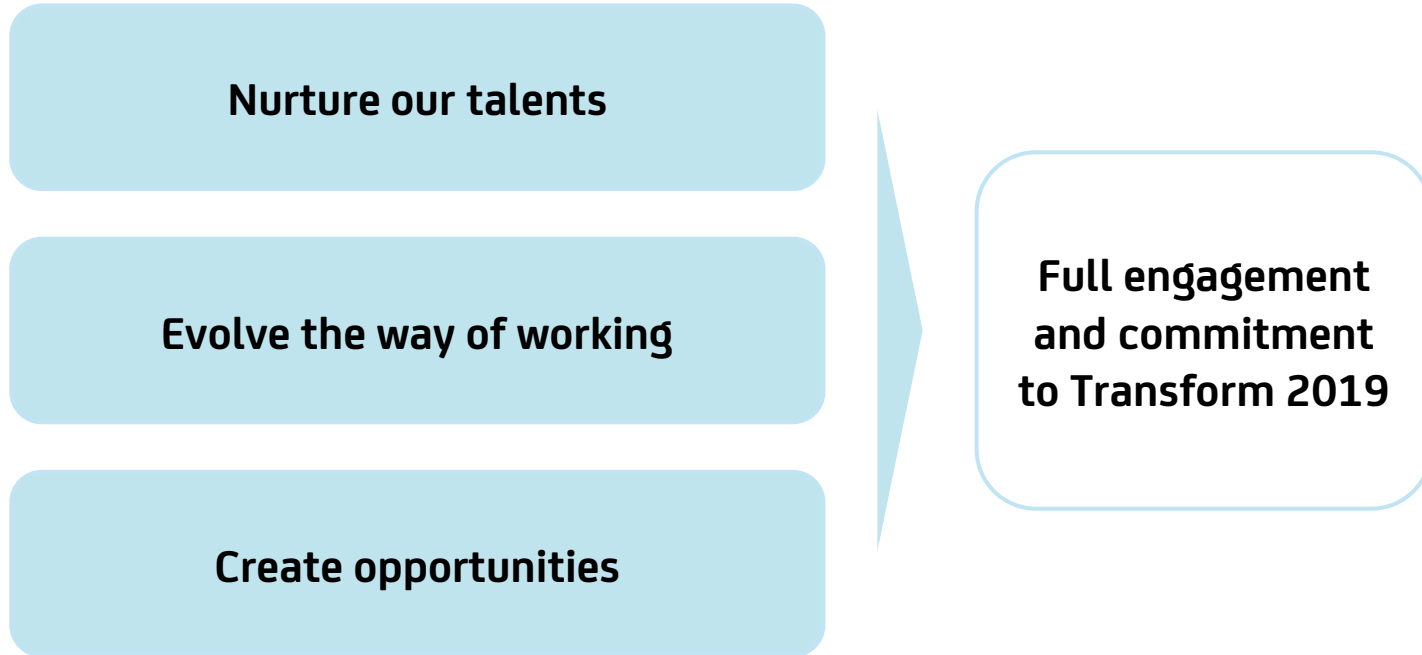 Nurture our talents
Evolve the way of working
Create opportunities
Full engagement
and commitment
to Transform 2019